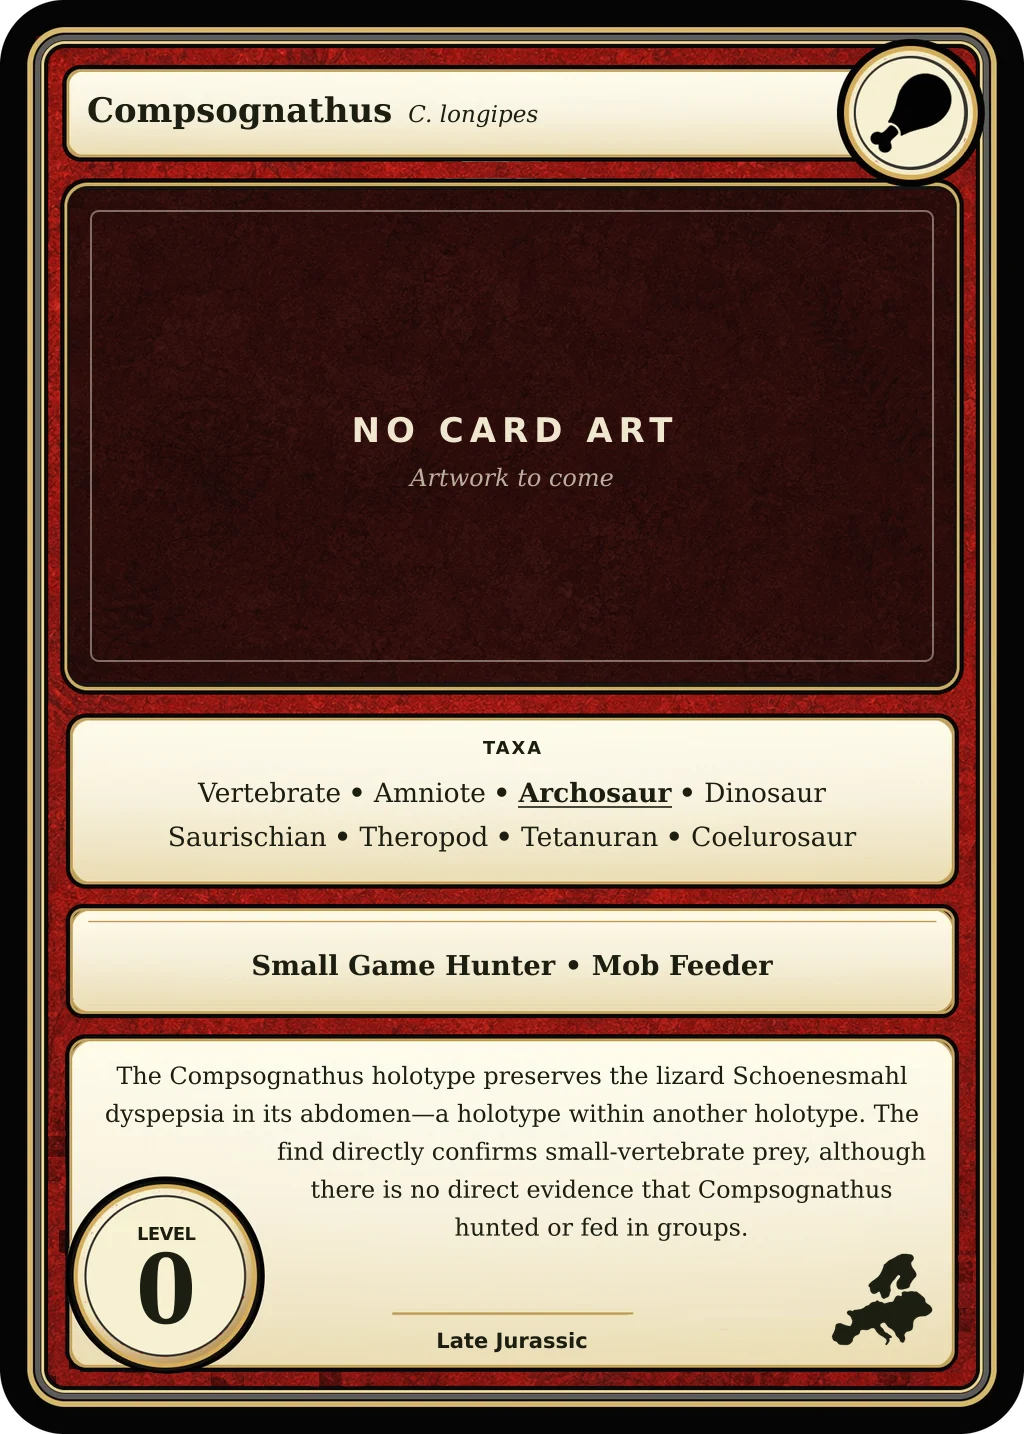 Compsognathus C. longipes
NO CARD ART
Artwork to come
TAXA
Vertebrate • Amniote • Archosaur • Dinosaur
Saurischian • Theropod • Tetanuran • Coelurosaur
Small Game Hunter • Mob Feeder
The Compsognathus holotype preserves the lizard Schoenesmahl
dyspepsia in its abdomen—a holotype within another holotype. The
find directly confirms small-vertebrate prey, although
there is no direct evidence that Compsognathus
hunted or fed in groups.
LEVEL
0
Late Jurassic